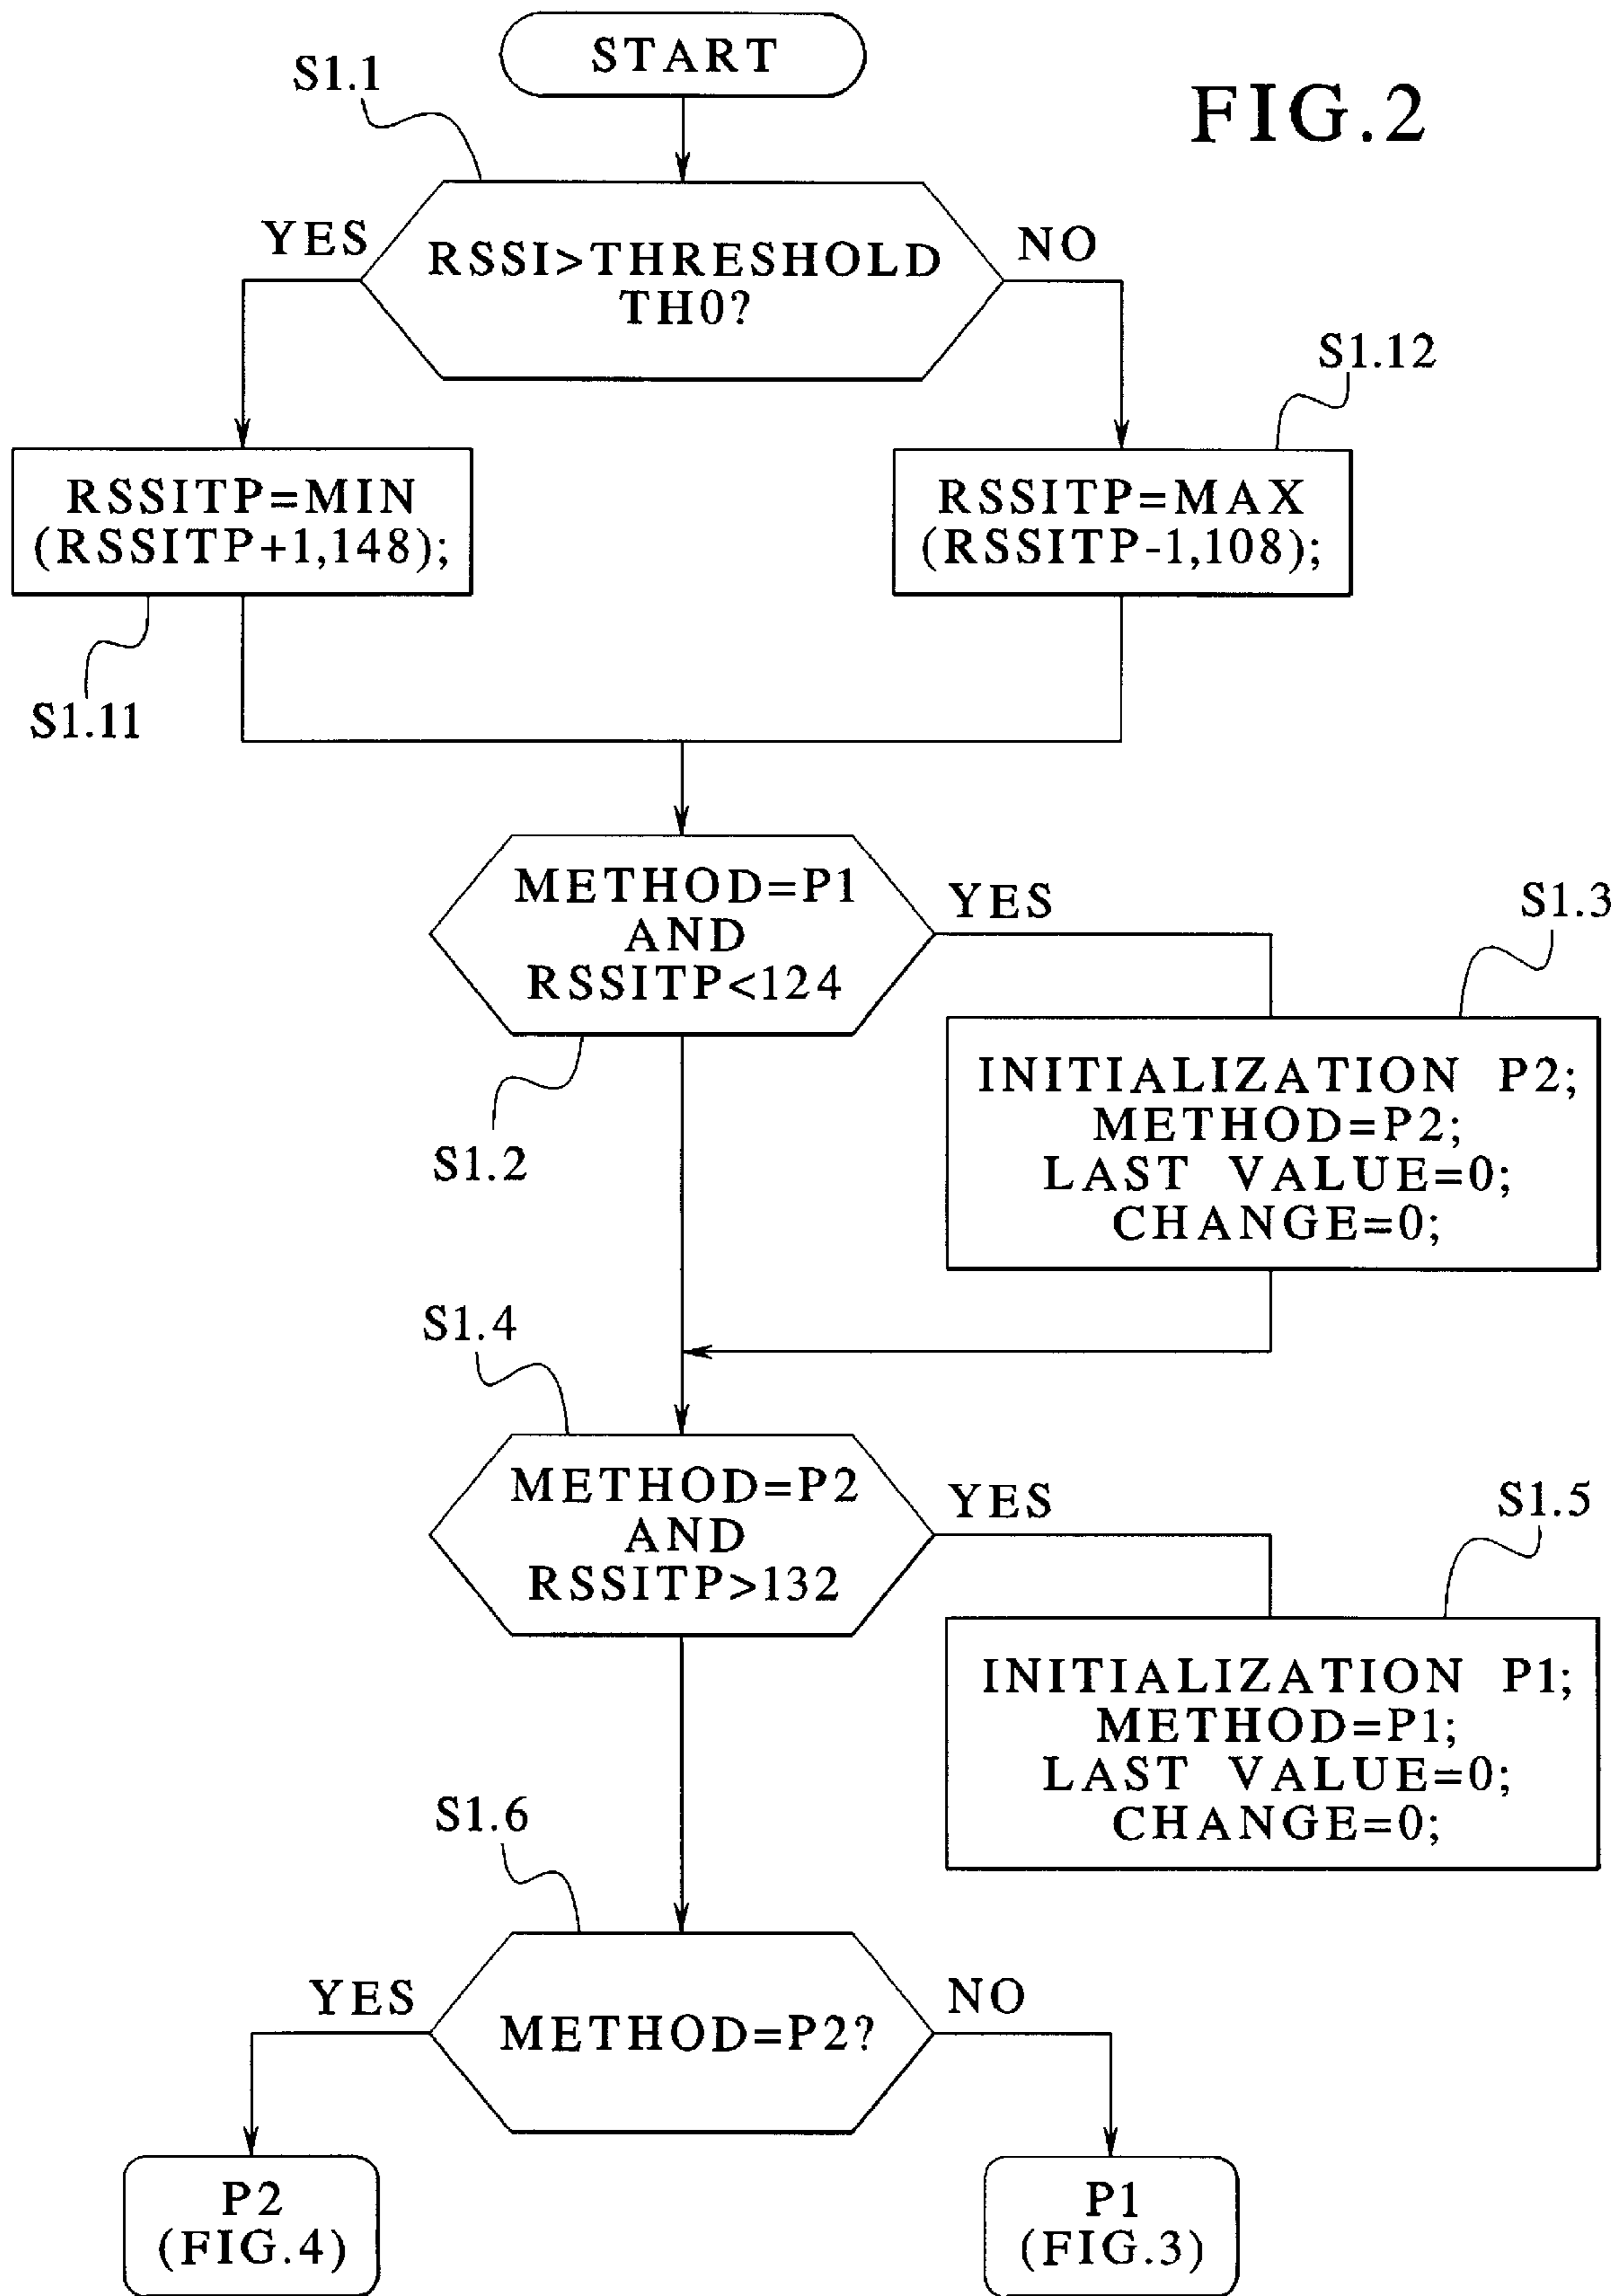 START
FIG.2
S1.1
YES
NO
RSSI>THRESHOLD
TH0?
S1.12
RSSITP=MIN
(RSSITP+1,148);
RSSITP=MAX
(RSSITP-1,108);
S1.11
METHOD=P1
AND
RSSITP<124
YES
S1.3
S1.2
INITIALIZATION P2;
METHOD=P2;
LAST VALUE=0;
CHANGE=0;
S1.4
METHOD=P2
AND
RSSITP>132
YES
S1.5
INITIALIZATION P1;
METHOD=P1;
LAST VALUE=0;
CHANGE=0;
S1.6
YES
NO
METHOD=P2?
P2
(FIG.4)
P1
(FIG.3)